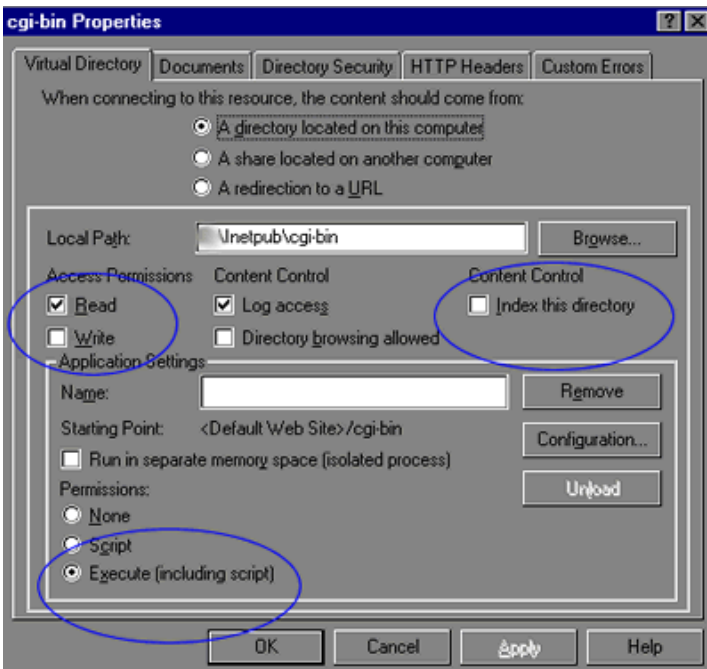 cgi-bin Properties
Virtual Directory Documents Directory Security HTTP Headers Custom Errors
When connecting to this resource, the content should come from:
A directory located on this computer
A share located on another computer
A redirection to a URL
Local Path: \Inetpub\cgi-bin Browse...
Access Permissions Content Control Content Control
Read Log access Index this directory
Write Directory browsing allowed
Application Settings
Name: Remove
Starting Point: <Default Web Site>/cgi-bin Configuration...
Run in separate memory space (isolated process)
Permissions: Unload
None
Script
Execute (including script)
OK Cancel Apply Help